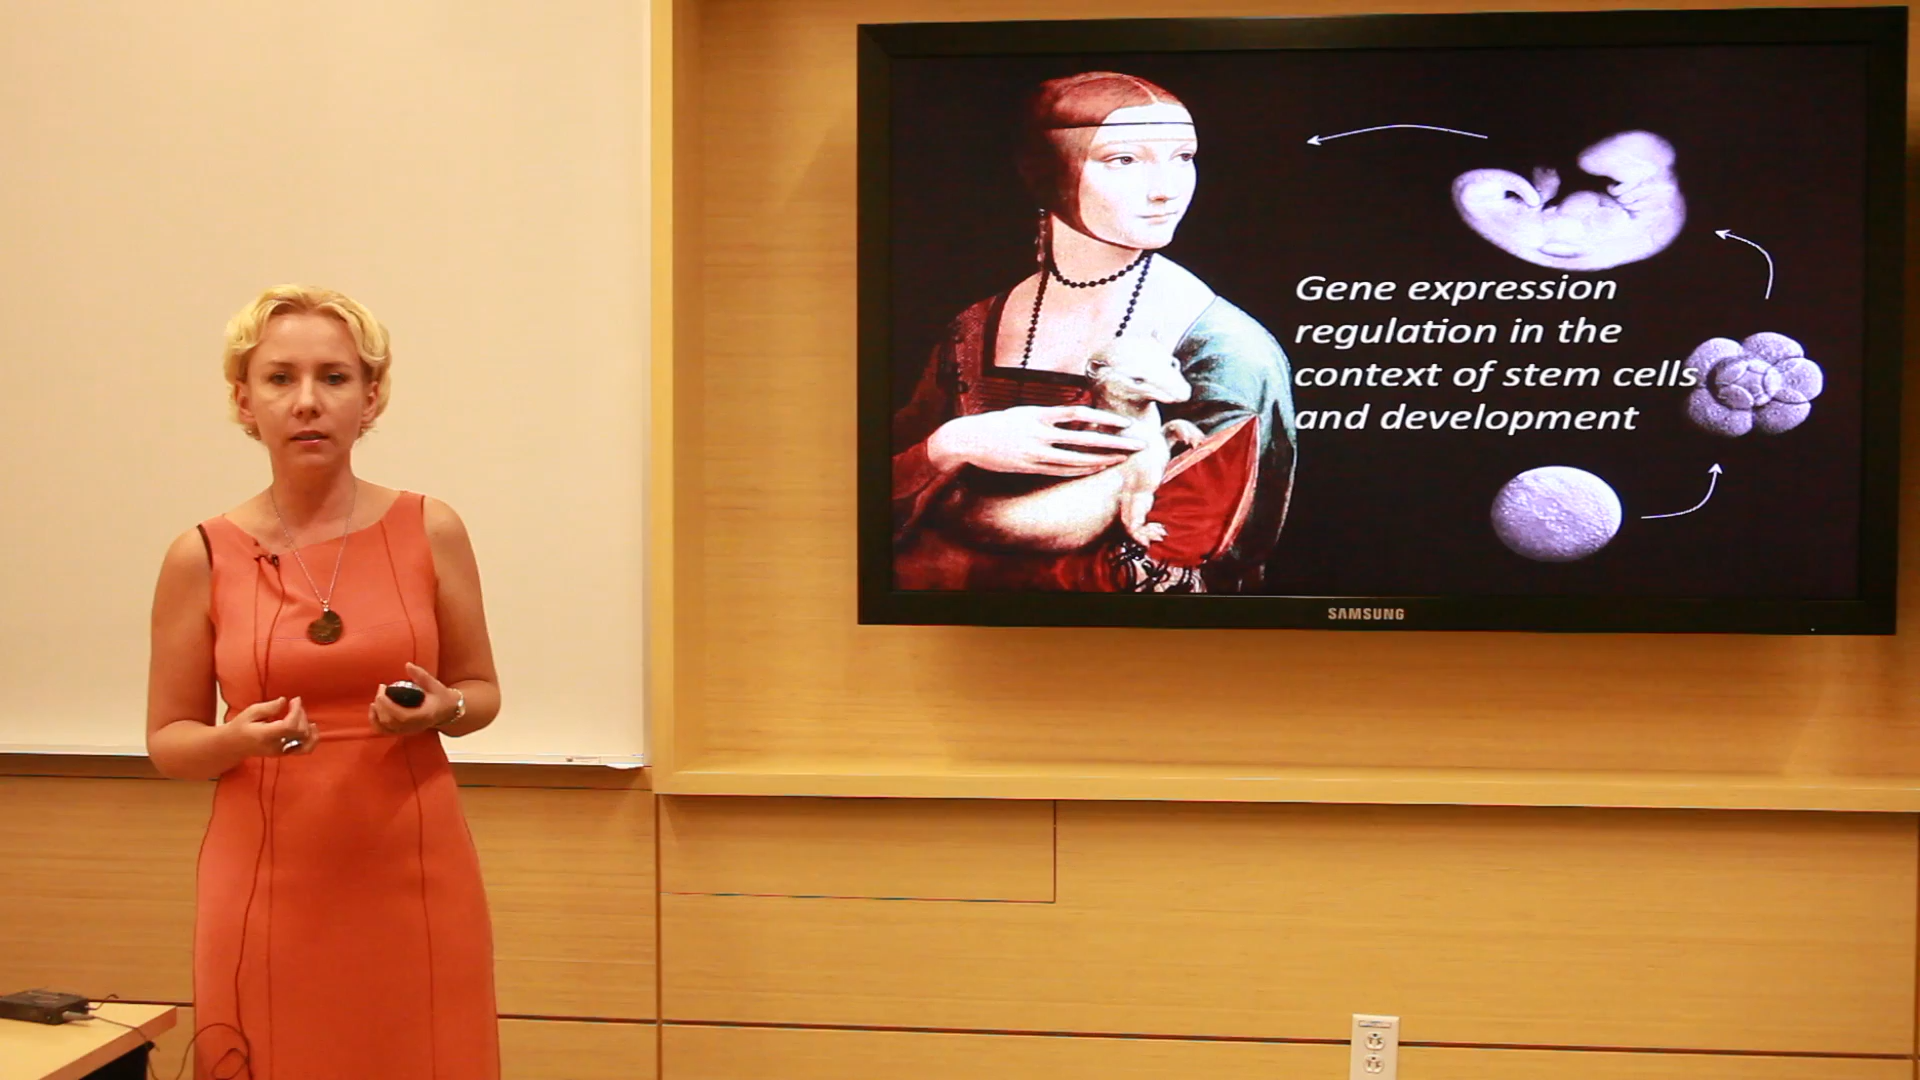 Gene expression
regulation in the
context of stem cells
and development
SAMSUNG